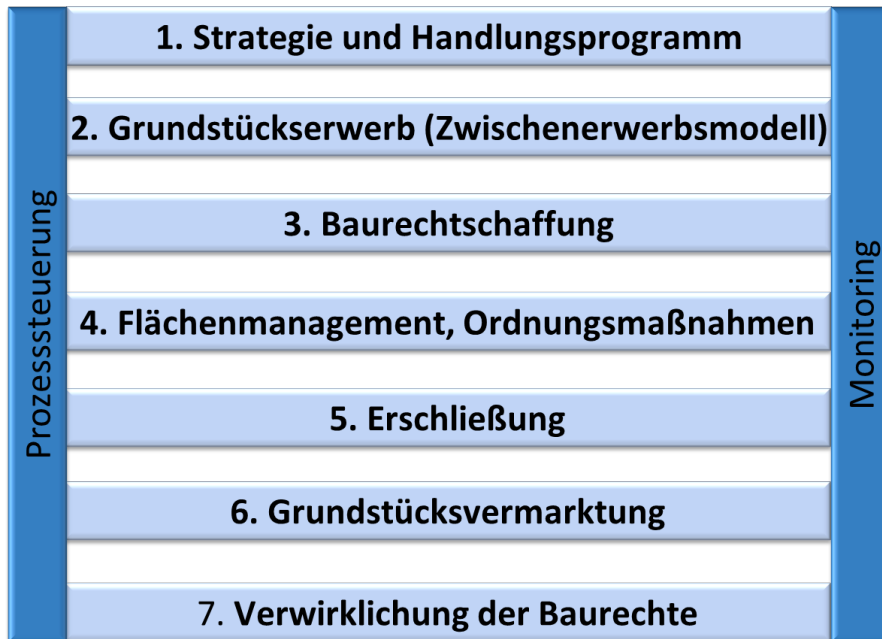 Prozesssteuerung
1. Strategie und Handlungsprogramm
2. Grundstückserwerb (Zwischenerwerbsmodell)
3. Baurechtschaffung
4. Flächenmanagement, Ordnungsmaßnahmen
5. Erschließung
6. Grundstücksvermarktung
7. Verwirklichung der Baurechte
Monitoring